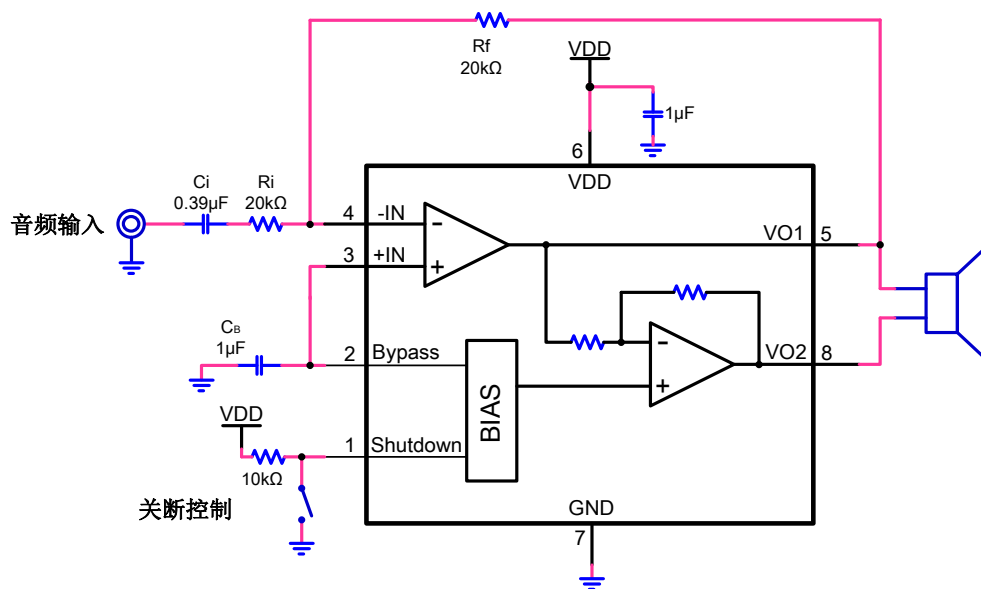 Rf
20kΩ
VDD
1μF
6
VDD
Ci
0.39μF
Ri
20kΩ
音频输入
4
-IN
3
+IN
VO1
5
CB
1μF
2
Bypass
BIAS
VO2
8
VDD
1
Shutdown
10kΩ
关断控制
GND
7